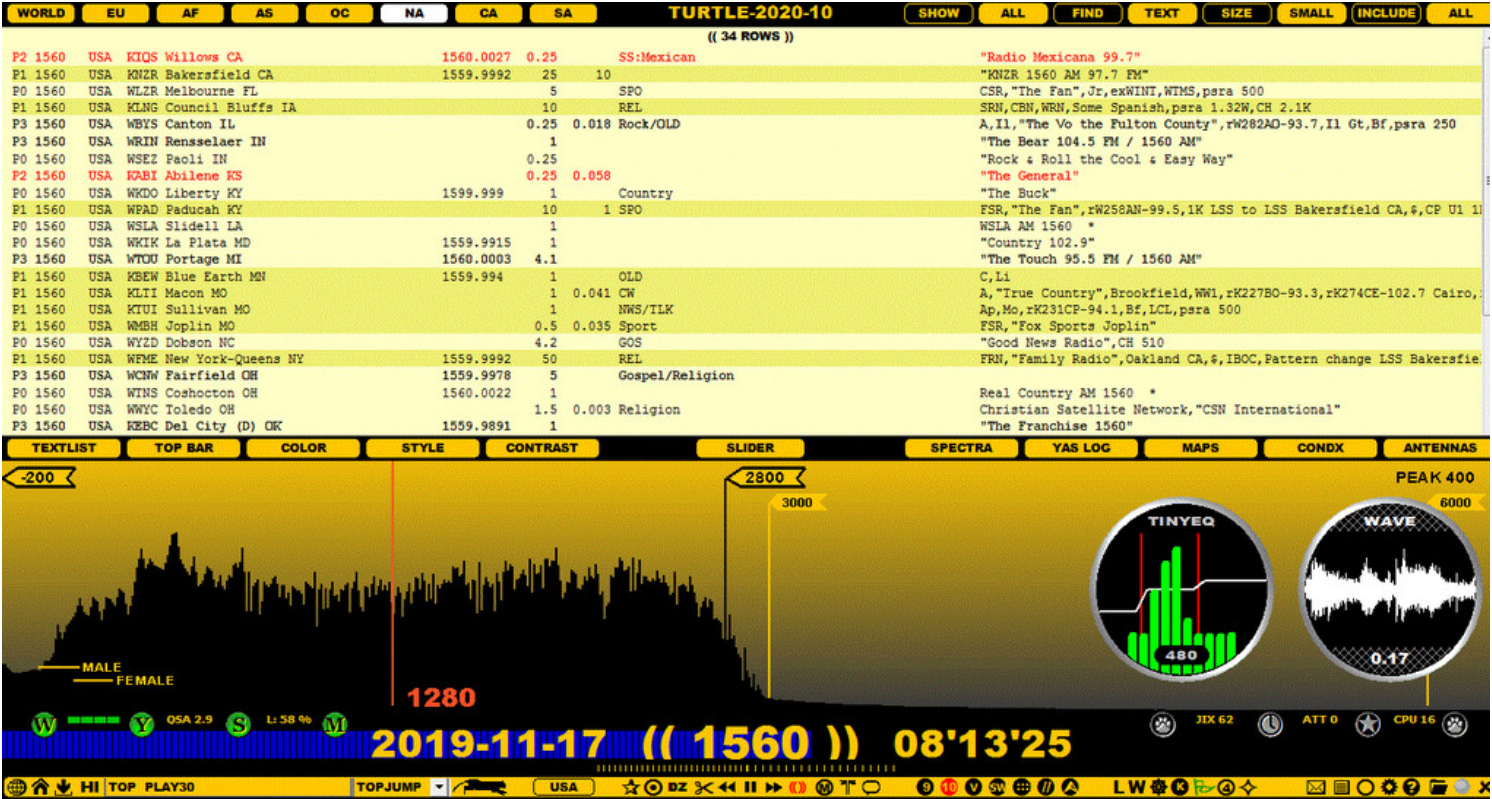 WORLD EU AF AS OC NA CA SA TURTLE-2020-10 SHOW ALL FIND TEXT SIZE SMALL INCLUDE ALL
(( 34 ROWS ))
P2 1560 USA KIQS Willows CA 1560.0027 0.25 SS:Mexican "Radio Mexicana 99.7"
P1 1560 USA KNZR Bakersfield CA 1559.9992 25 10 "KNZR 1560 AM 97.7 FM"
P0 1560 USA WLZR Melbourne FL 5 SPO CSR,"The Fan",Jr,exWINT,WTMS,psra 500
P1 1560 USA KLNG Council Bluffs IA 10 REL SRN,CBN,WRN,Some Spanish,psra 1.32W,CH 2.1K
P3 1560 USA WBYS Canton IL 0.25 0.018 Rock/OLD A,Il,"The Vo the Fulton County",rW282AO-93.7,Il Gt,Bf,psra 250
P3 1560 USA WRIN Rensselaer IN 1 "The Bear 104.5 FM / 1560 AM"
P0 1560 USA WSEZ Paoli IN 0.25 "Rock & Roll the Cool & Easy Way"
P2 1560 USA KABI Abilene KS 0.25 0.058 "The General"
P0 1560 USA WKDO Liberty KY 1599.999 1 Country "The Buck"
P1 1560 USA WPAD Paducah KY 10 1 SPO FSR,"The Fan",rW258AN-99.5,1K LSS to LSS Bakersfield CA,$,CP U1
P0 1560 USA WSLA Slidell LA 1 WSLA AM 1560 *
P0 1560 USA WKIK La Plata MD 1559.9915 1 "Country 102.9"
P3 1560 USA WTOU Portage MI 1560.0003 4.1 "The Touch 95.5 FM / 1560 AM"
P1 1560 USA KBEW Blue Earth MN 1559.994 1 OLD C,Li
P1 1560 USA KLTI Macon MO 1 0.041 CW A,"True Country",Brookfield,WW1,rK227BO-93.3,rK274CE-102.7 Cairo,
P1 1560 USA KTUI Sullivan MO 1 NWS/TLK Ap,Mo,rK231CP-94.1,Bf,LCL,psra 500
P1 1560 USA WMBH Joplin MO 0.5 0.035 Sport FSR,"Fox Sports Joplin"
P0 1560 USA WYZD Dobson NC 4.2 GOS "Good News Radio",CH 510
P1 1560 USA WFME New York-Queens NY 1559.9992 50 REL FRN,"Family Radio",Oakland CA,$,IBOC,Pattern change LSS Bakersfie
P3 1560 USA WCNW Fairfield OH 1559.9978 5 Gospel/Religion
P0 1560 USA WTNS Coshocton OH 1560.0022 1 Real Country AM 1560 *
P0 1560 USA WWYC Toledo OH 1.5 0.003 Religion Christian Satellite Network,"CSN International"
P3 1560 USA KEBC Del City (D) OK 1559.9891 1 "The Franchise 1560"
TEXTLIST TOP BAR COLOR STYLE CONTRAST SLIDER SPECTRA YAS LOG MAPS CONDX ANTENNAS
-200 2800 PEAK 400
3000 6000
TINYEQ WAVE
480 0.17
MALE
FEMALE
1280
W Y QSA 2.9 S L: 58 % M JIX 62 ATT 0 CPU 16
2019-11-17 (( 1560 )) 08'13'25
HI TOP PLAY30 TOPJUMP USA DZ M 9 10 V SW L W K 4